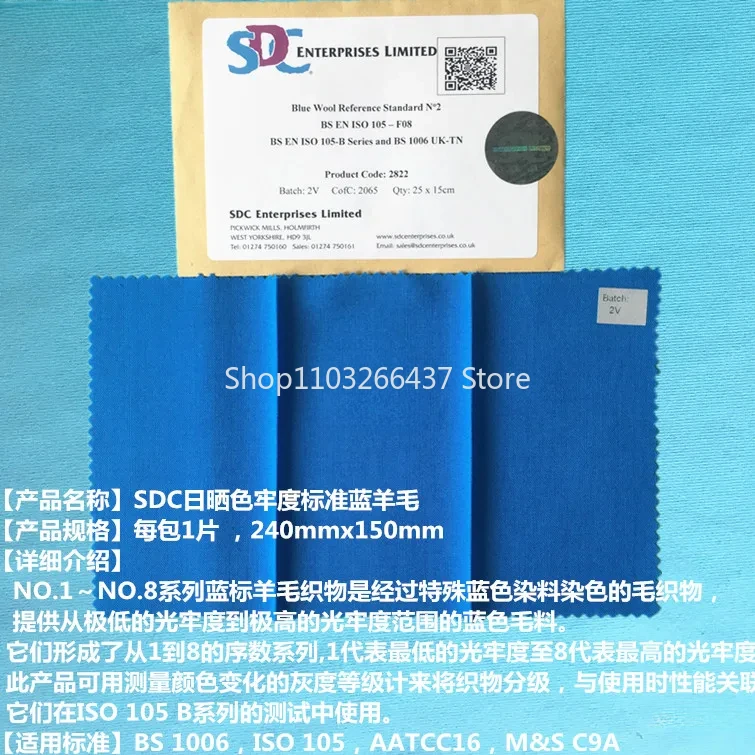 SDC ENTERPRISES LIMITED
Blue Wool Reference Standard Nº2
BS EN ISO 105 – F08
BS EN ISO 105-B Series and BS 1006 UK-TN
Product Code: 2822
Batch: 2V CofC: 2065 Qty: 25 x 15cm
SDC Enterprises Limited
PICKWICK MILLS, HOLMFIRTH
WEST YORKSHIRE, HD9 3JL
www.sdcenterprises.co.uk
Tel: 01274 750160 Sales: 01274 750161
Email: sales@sdcenterprises.co.uk
Batch:
2V
Shop1103266437 Store
【产品名称】SDC日晒色牢度标准蓝羊毛
【产品规格】每包1片 ，240mmx150mm
【详细介绍】
NO.1～NO.8系列蓝标羊毛织物是经过特殊蓝色染料染色的毛织物，
提供从极低的光牢度到极高的光牢度范围的蓝色毛料。
它们形成了从1到8的序数系列,1代表最低的光牢度至8代表最高的光牢度
此产品可用测量颜色变化的灰度等级计来将织物分级，与使用时性能关联
它们在ISO 105 B系列的测试中使用。
【适用标准】BS 1006，ISO 105，AATCC16，M&S C9A